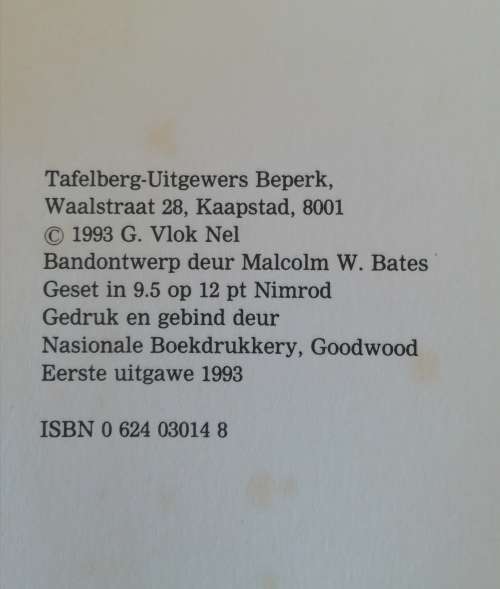 Tafelberg-Uitgewers Beperk,
Waalstraat 28, Kaapstad, 8001
© 1993 G. Vlok Nel
Bandontwerp deur Malcolm W. Bates
Geset in 9.5 op 12 pt Nimrod
Gedruk en gebind deur
Nasionale Boekdrukkery, Goodwood
Eerste uitgawe 1993
ISBN 0 624 03014 8